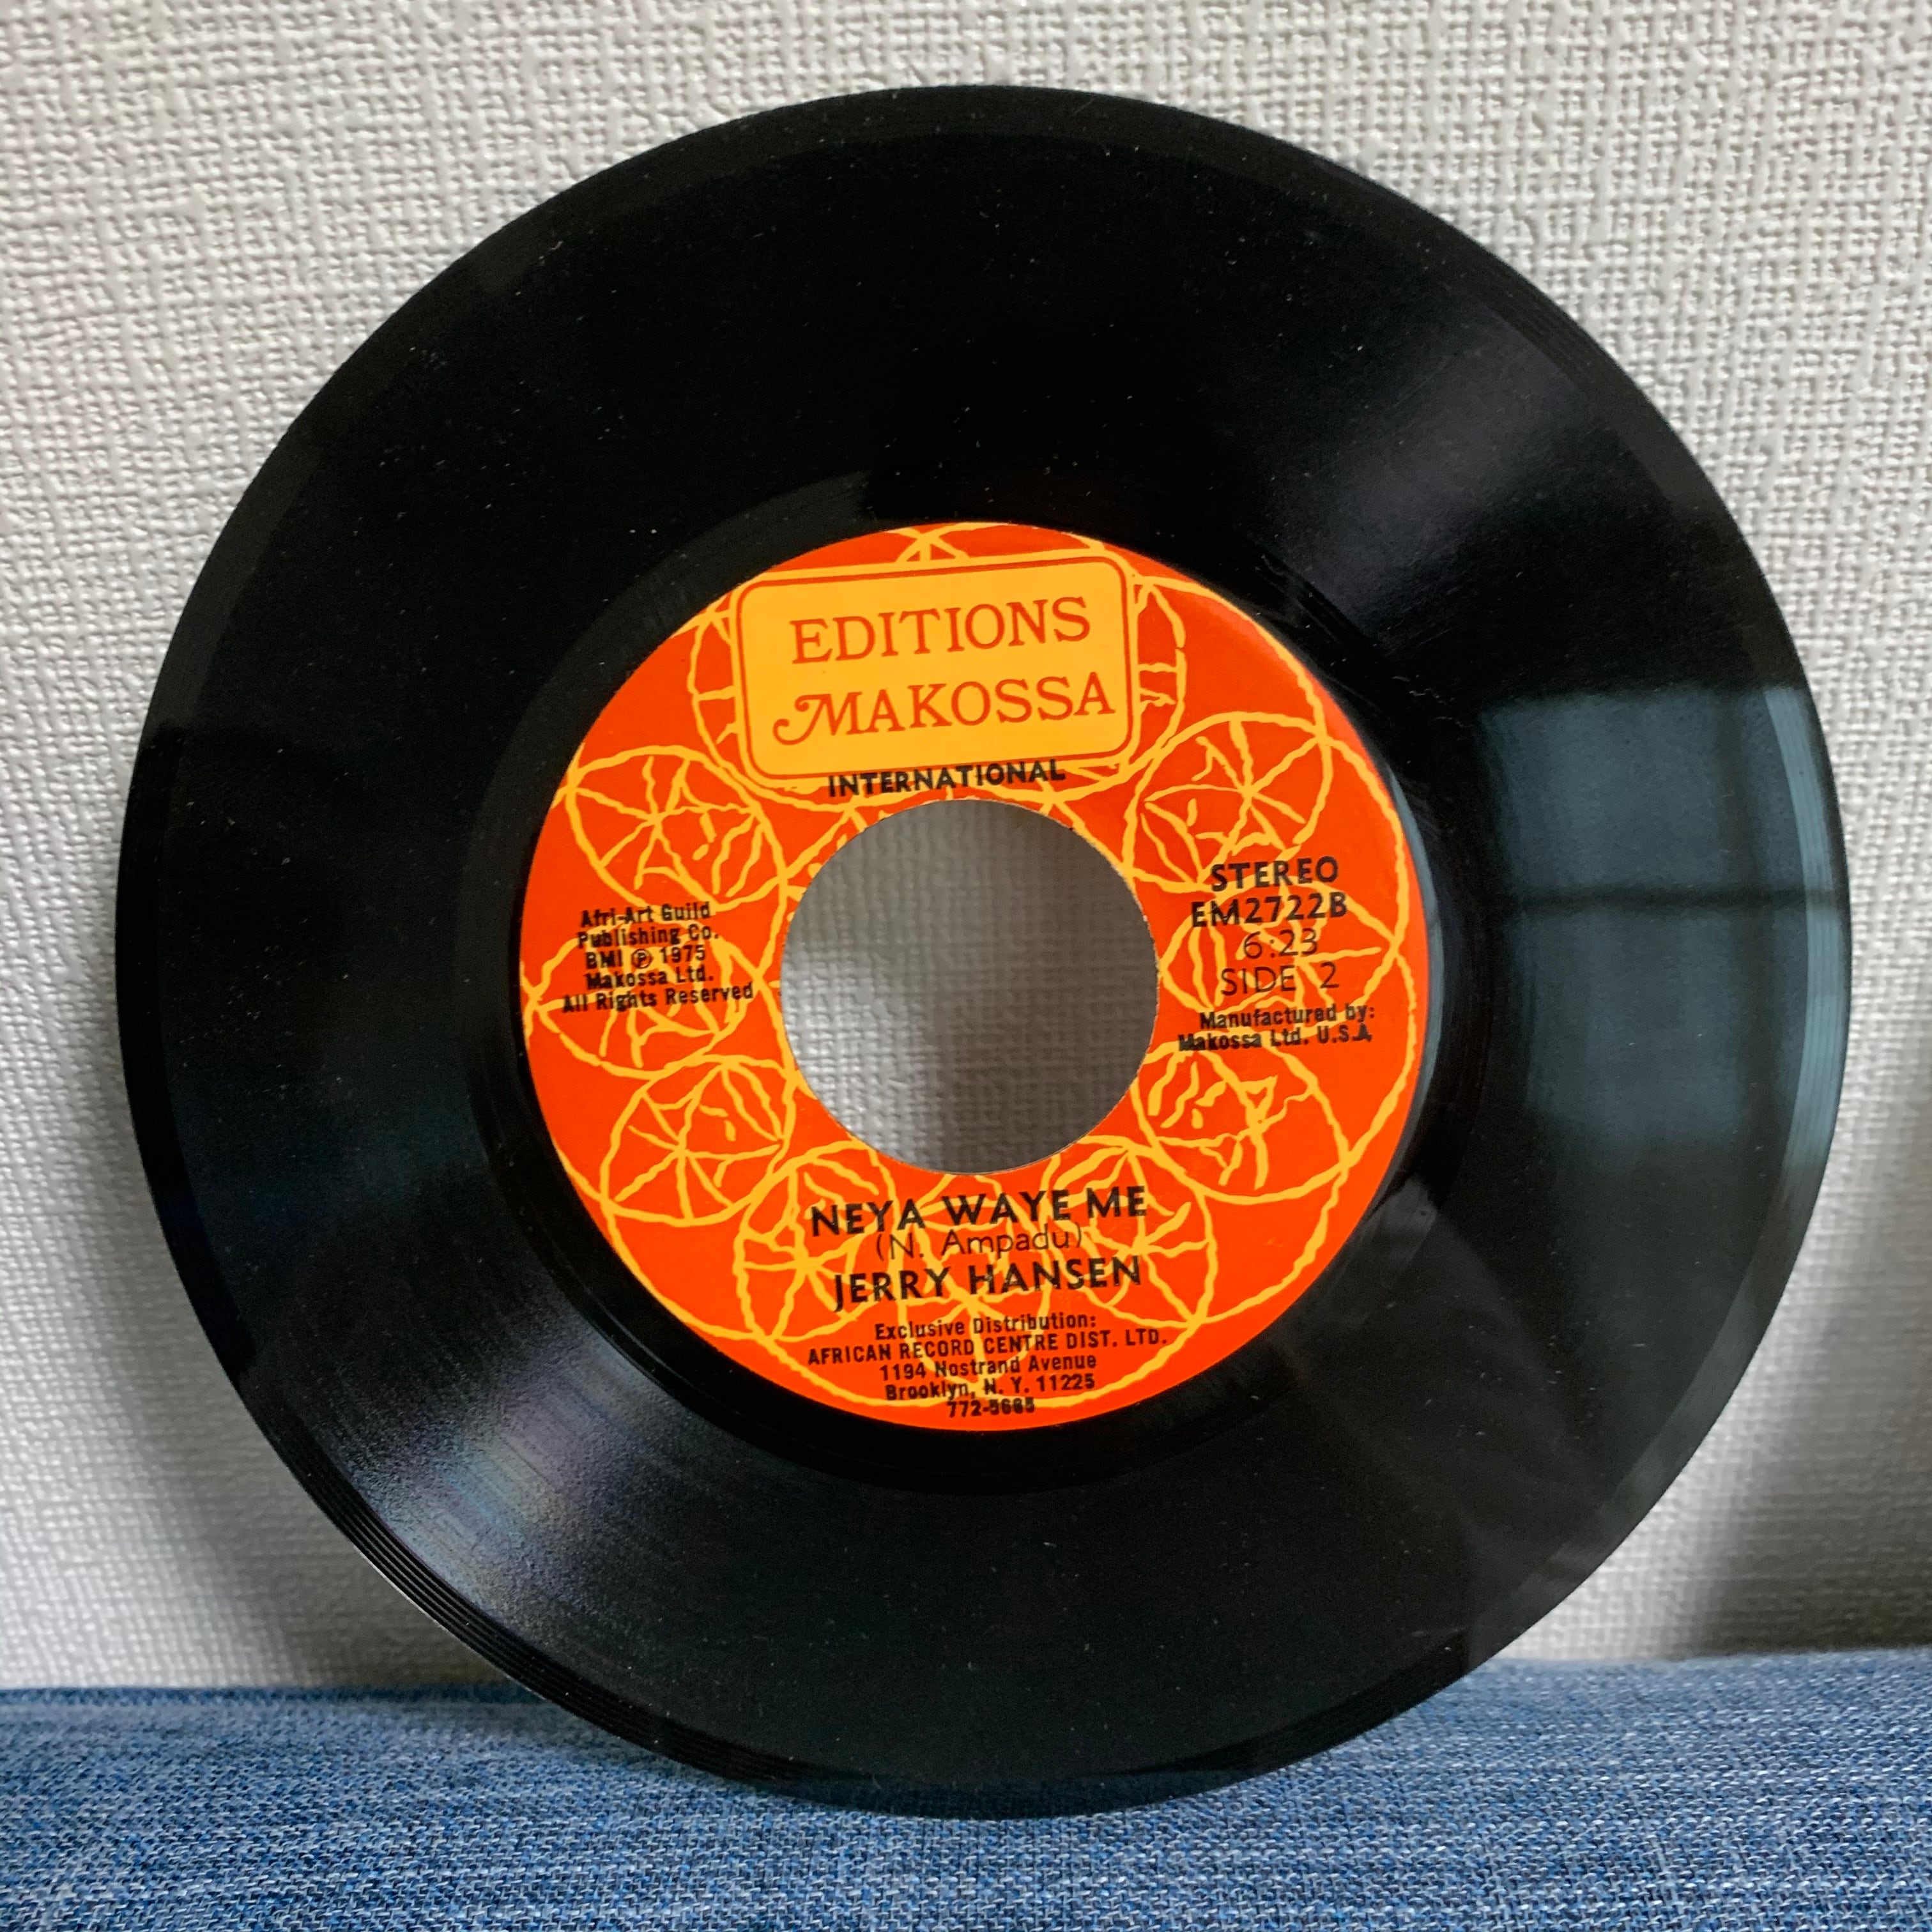 EDITIONS
MAKOSSA
INTERNATIONAL
Afri-Art Guild
Publishing Co.
BMI ℗ 1975
Makossa Ltd.
All Rights Reserved
STEREO
EM2722B
6:23
SIDE 2
Manufactured by:
Makossa Ltd. U.S.A.
NEYA WAYE ME
(N. Ampadu)
JERRY HANSEN
Exclusive Distribution:
AFRICAN RECORD CENTRE DIST. LTD.
1194 Nostrand Avenue
Brooklyn, N. Y. 11225